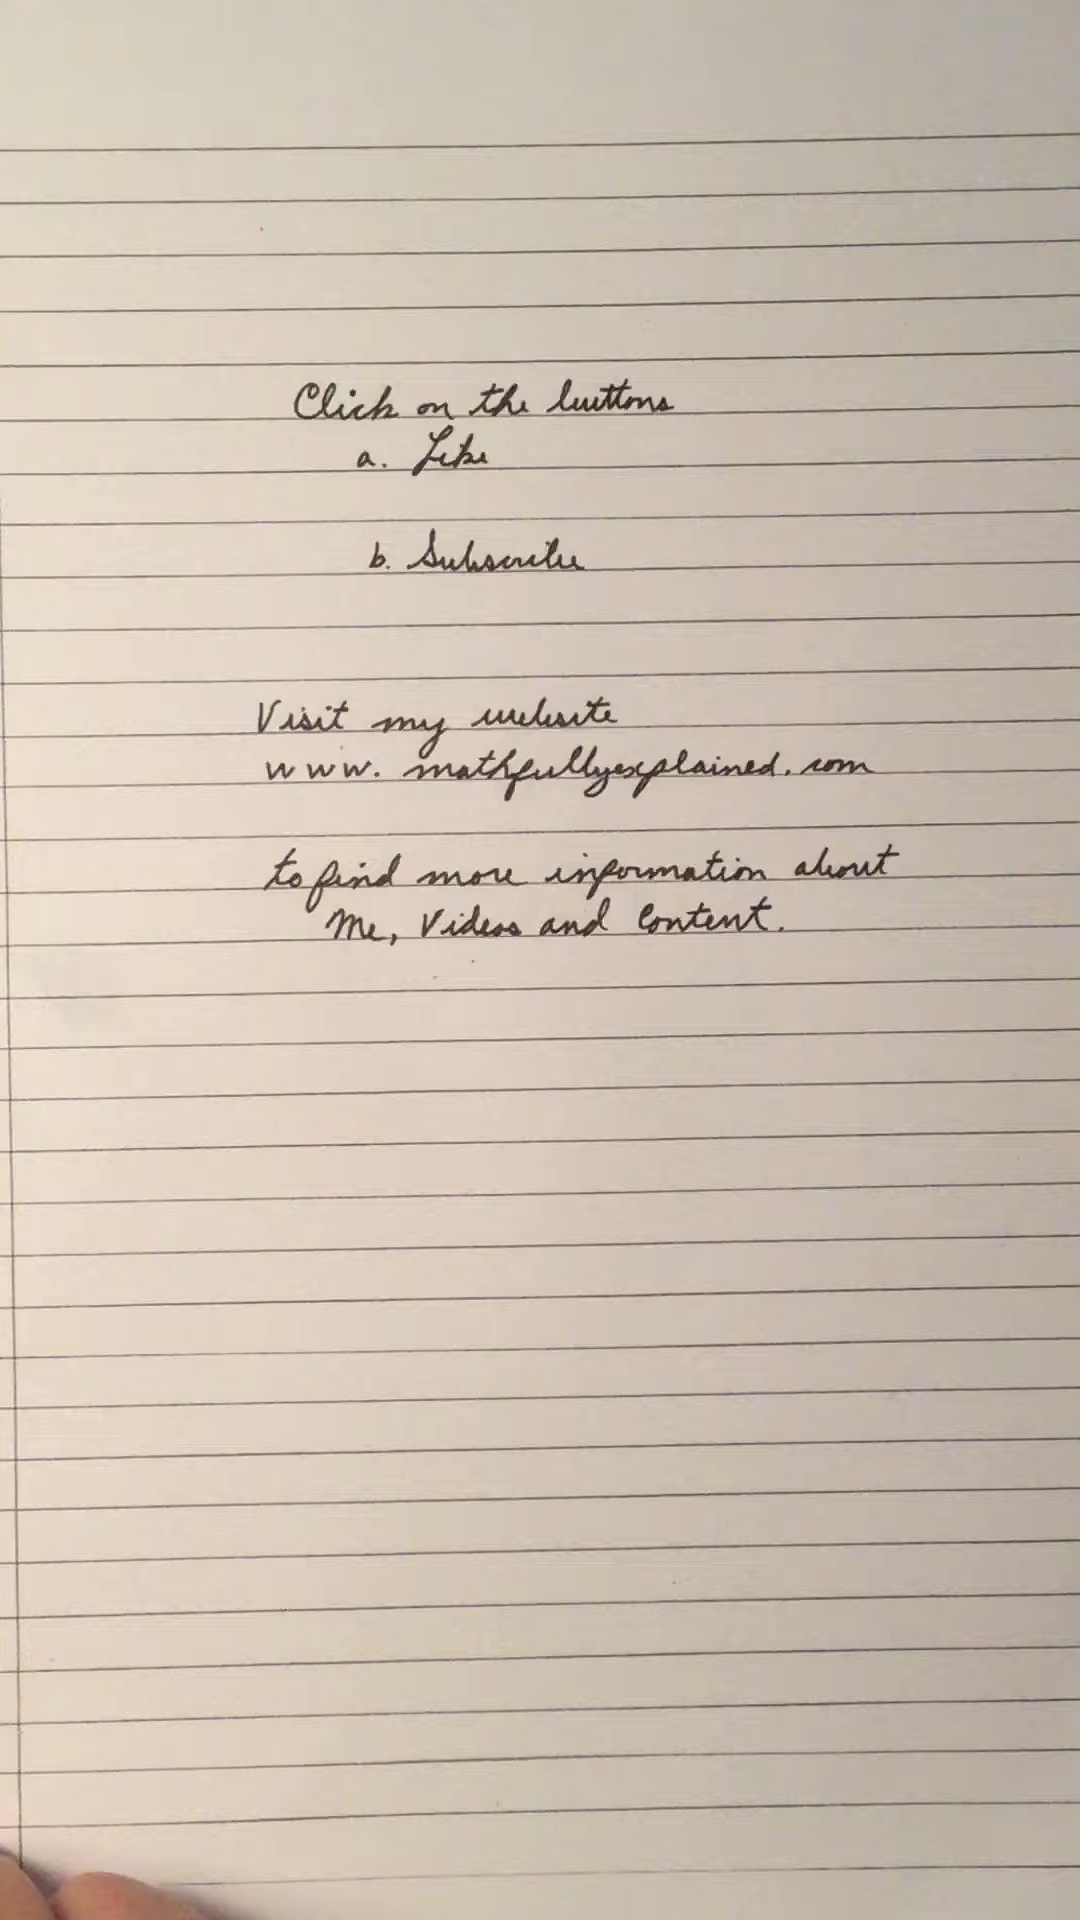 Click on the buttons
a. Like
b. Subscribe
Visit my website
www.mathfullyexplained.com
to find more information about
Me, Videos and Content.